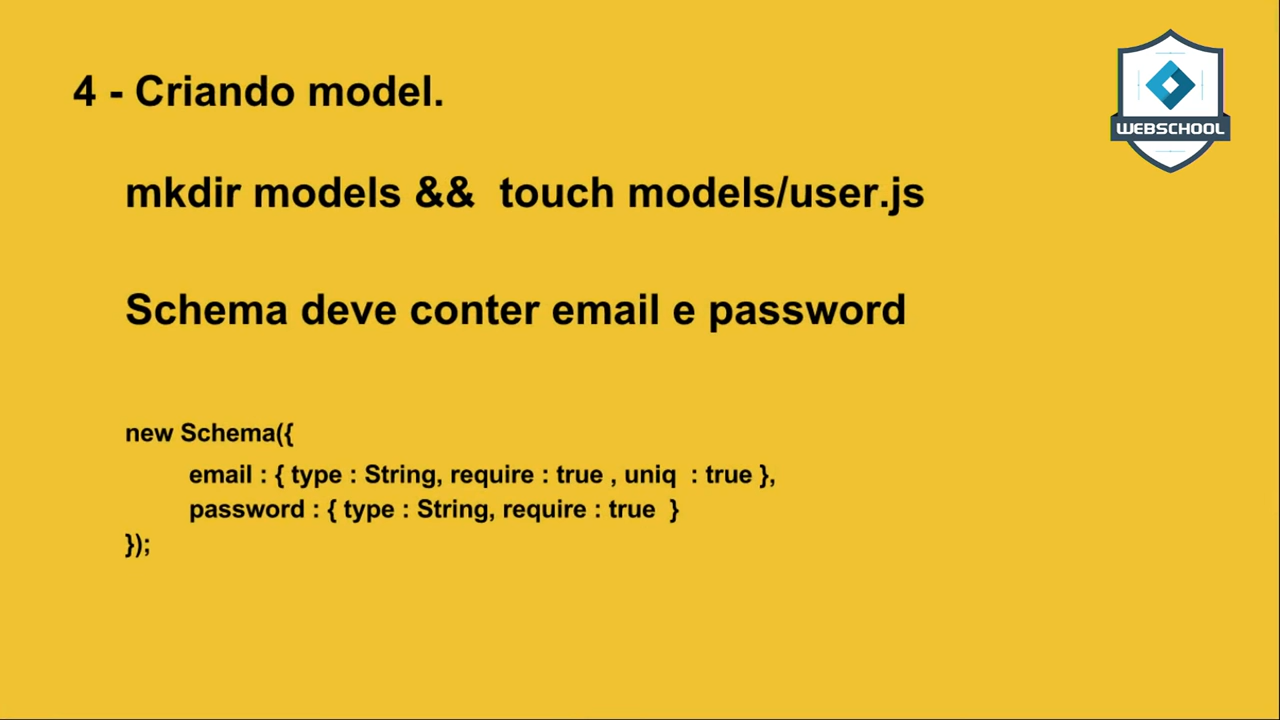 4 - Criando model.
WEBSCHOOL
mkdir models &&  touch models/user.js
Schema deve conter email e password
new Schema({
email : { type : String, require : true , uniq  : true },
password : { type : String, require : true  }
});